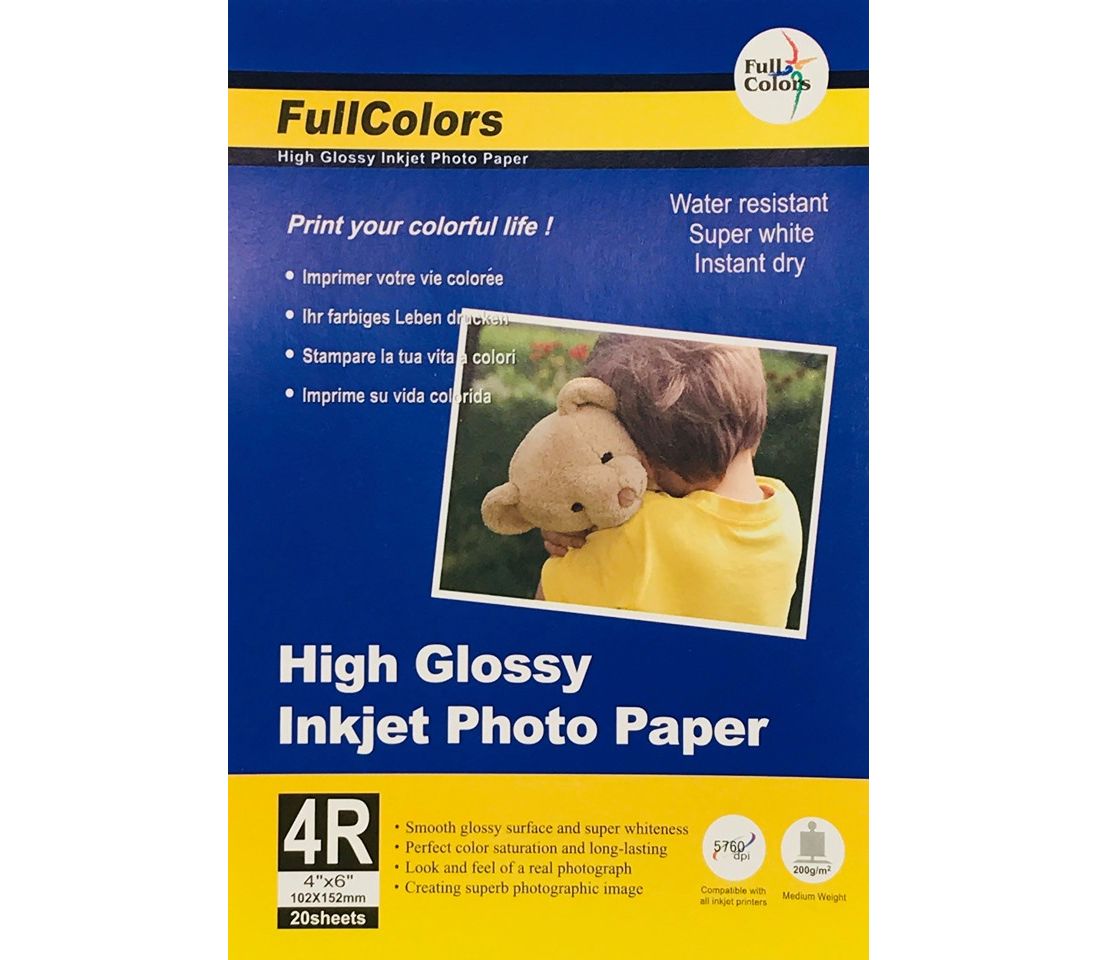 Full
Colors
FullColors
High Glossy Inkjet Photo Paper
Water resistant
Super white
Instant dry
Print your colorful life !
• Imprimer votre vie colorée
• Ihr farbiges Leben drucken
• Stampare la tua vita a colori
• Imprime su vida colorida
High Glossy
Inkjet Photo Paper
4R
4"x6"
102X152mm
20sheets
• Smooth glossy surface and super whiteness
• Perfect color saturation and long-lasting
• Look and feel of a real photograph
• Creating superb photographic image
5760
dpi
Compatible with
all inkjet printers
200g/m²
Medium Weight